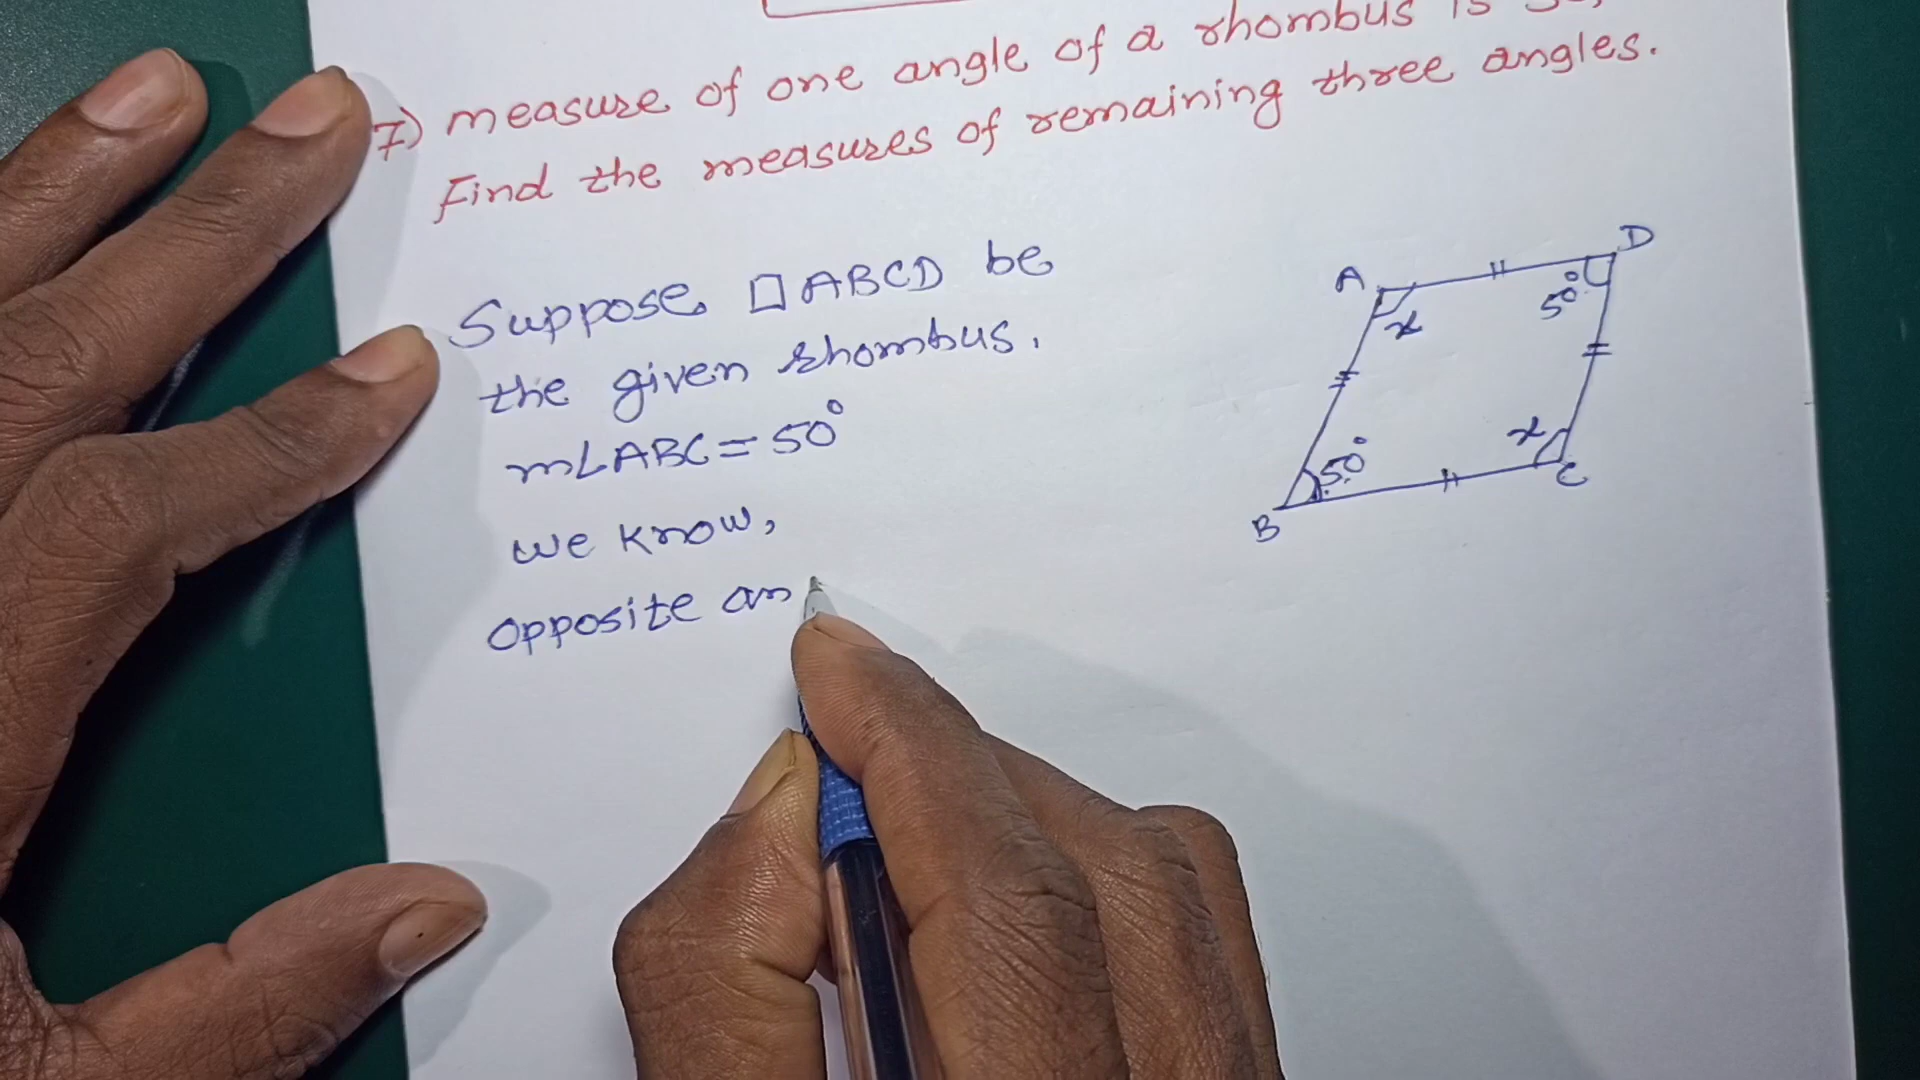 7) measure of one angle of a rhombus is
Find the measures of remaining three angles.
Suppose □ABCD be
the given rhombus.
m∠ABC = 50°
we know,
opposite an
A
D
x
50°
x
50°
C
B